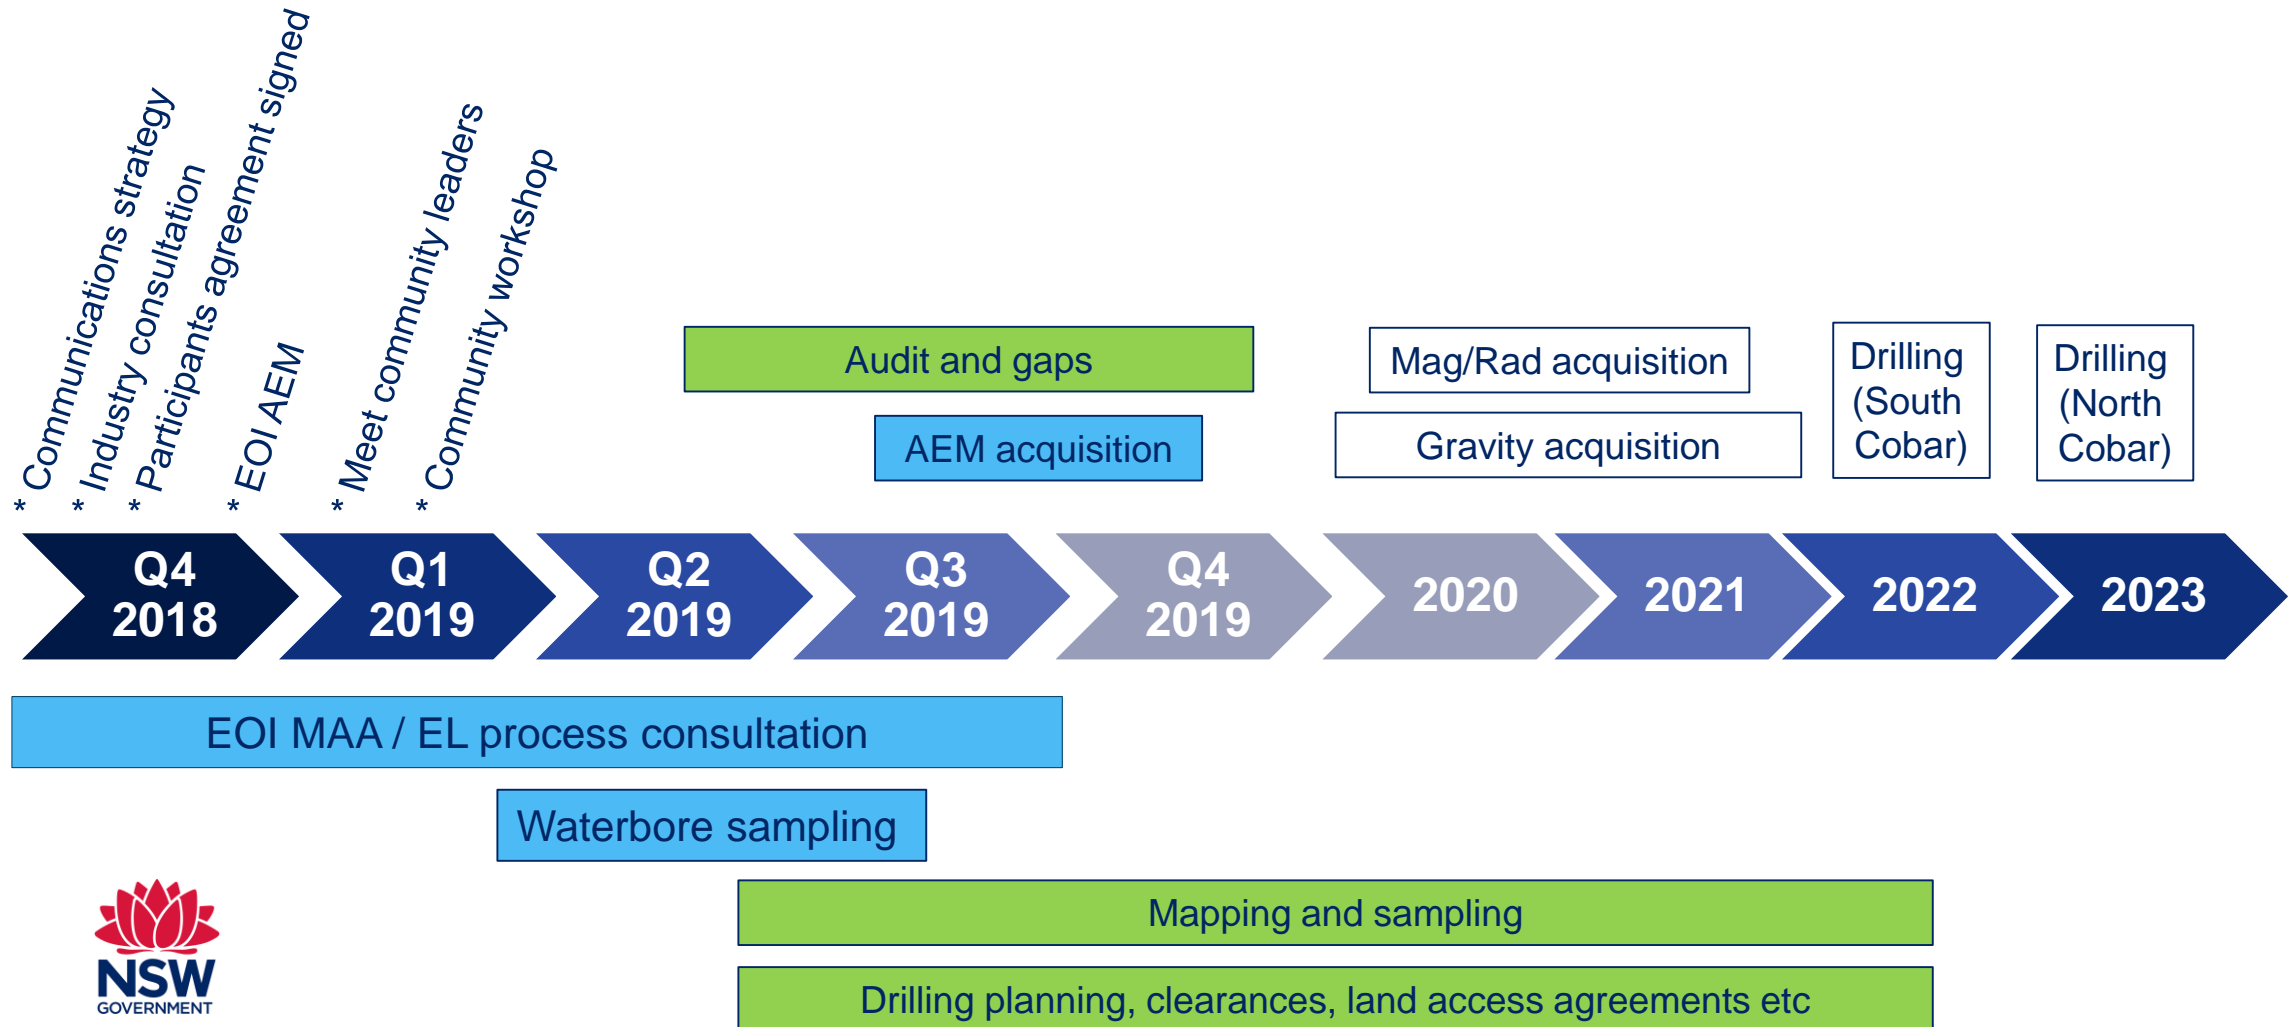 * Communications strategy
* Industry consultation
* Participants agreement signed
* EOI AEM
* Meet community leaders
* Community workshop
Audit and gaps
AEM acquisition
Mag/Rad acquisition
Gravity acquisition
Drilling
(South
Cobar)
Drilling
(North
Cobar)
Q4
2018
Q1
2019
Q2
2019
Q3
2019
Q4
2019
2020
2021
2022
2023
EOI MAA / EL process consultation
Waterbore sampling
Mapping and sampling
Drilling planning, clearances, land access agreements etc
NSW
GOVERNMENT